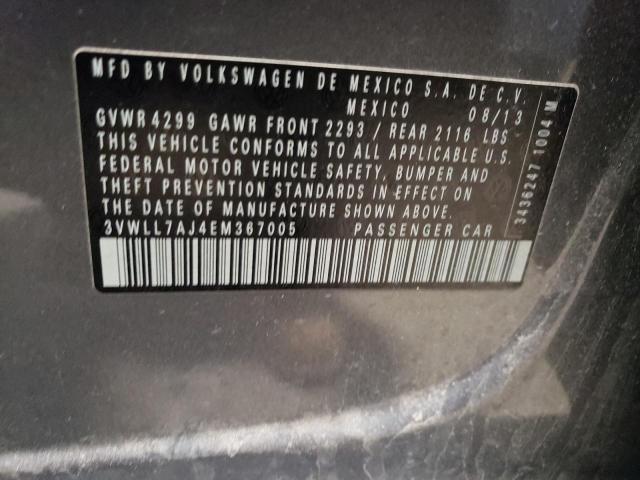 MFD BY VOLKSWAGEN DE MEXICO S.A. DE C.V.
MEXICO 08/13
GVWR 4299 GAWR FRONT 2293 / REAR 2116 LBS
THIS VEHICLE CONFORMS TO ALL APPLICABLE U.S.
FEDERAL MOTOR VEHICLE SAFETY, BUMPER AND
THEFT PREVENTION STANDARDS IN EFFECT ON
THE DATE OF MANUFACTURE SHOWN ABOVE.
3VWLL7AJ4EM367005 PASSENGER CAR
3436247 1004 M